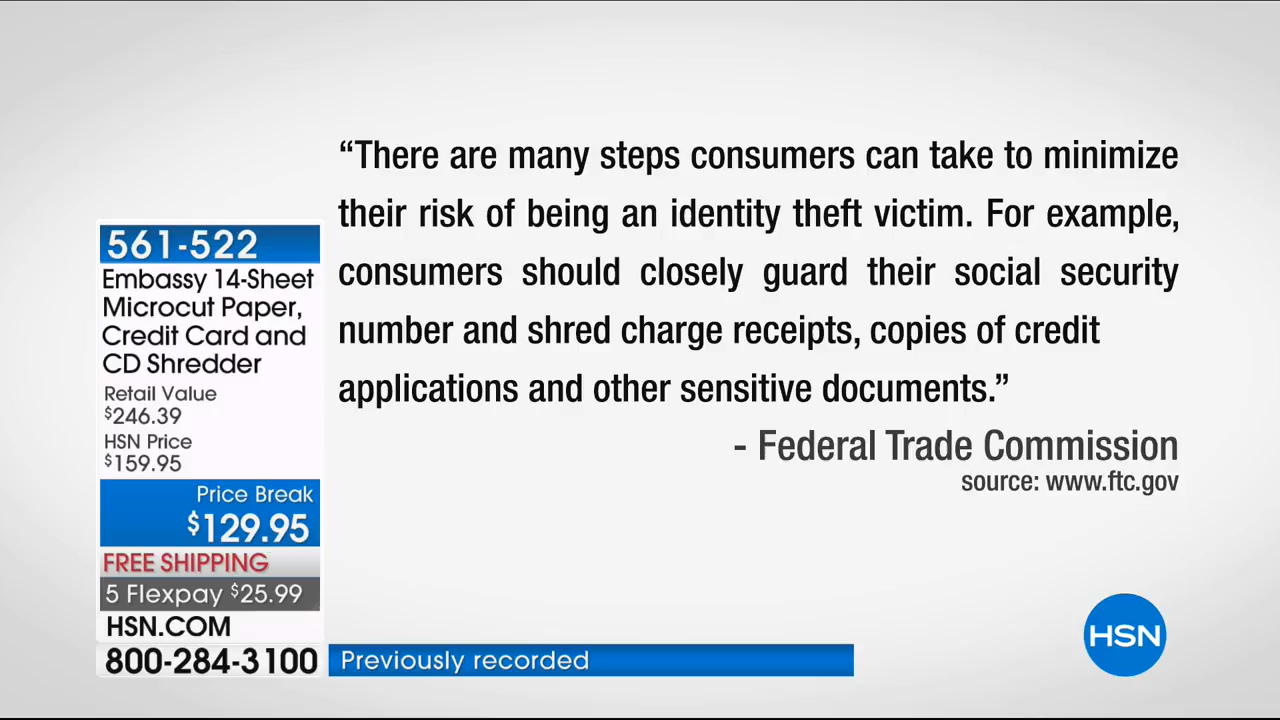 “There are many steps consumers can take to minimize
their risk of being an identity theft victim. For example,
consumers should closely guard their social security
number and shred charge receipts, copies of credit
applications and other sensitive documents.”
- Federal Trade Commission
source: www.ftc.gov
561-522
Embassy 14-Sheet
Microcut Paper,
Credit Card and
CD Shredder
Retail Value
$246.39
HSN Price
$159.95
Price Break
$129.95
FREE SHIPPING
5 Flexpay $25.99
HSN.COM
800-284-3100
Previously recorded
HSN